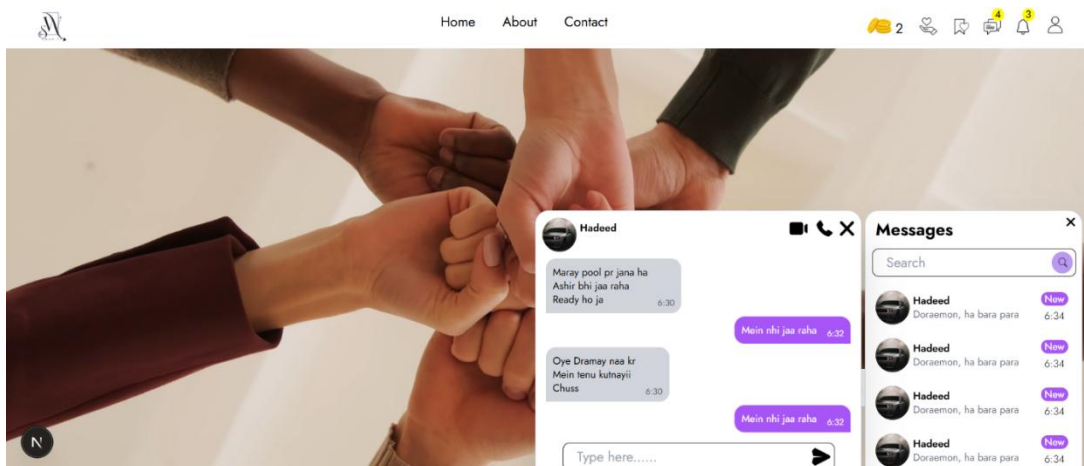 Home About Contact
2
4
3
Hadeed
Maray pool pr jana ha
Ashir bhi jaa raha
Ready ho ja 6:30
Mein nhi jaa raha 6:32
Oye Dramay naa kr
Mein tenu kutnayii
Chuss 6:30
Mein nhi jaa raha 6:32
Type here......
Messages
Search
Hadeed New
Doraemon, ha bara para 6:34
Hadeed New
Doraemon, ha bara para 6:34
Hadeed New
Doraemon, ha bara para 6:34
Hadeed New
Doraemon, ha bara para 6:34
N